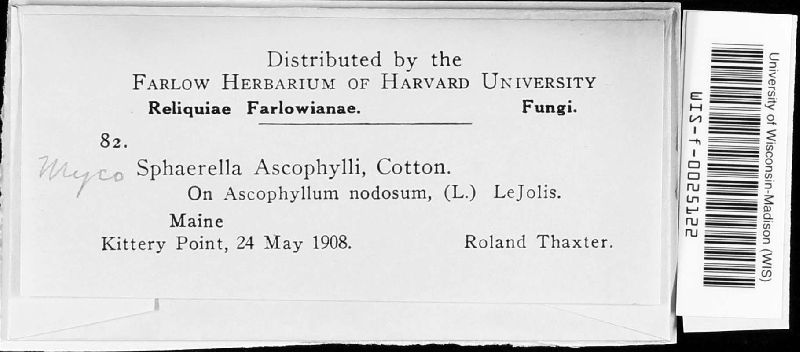 Distributed by the
FARLOW HERBARIUM OF HARVARD UNIVERSITY
Reliquiae Farlowianae. Fungi.
82.
Myco Sphaerella Ascophylli, Cotton.
On Ascophyllum nodosum, (L.) LeJolis.
Maine
Kittery Point, 24 May 1908. Roland Thaxter.
University of Wisconsin-Madison (WIS)
WIS-f-0025122